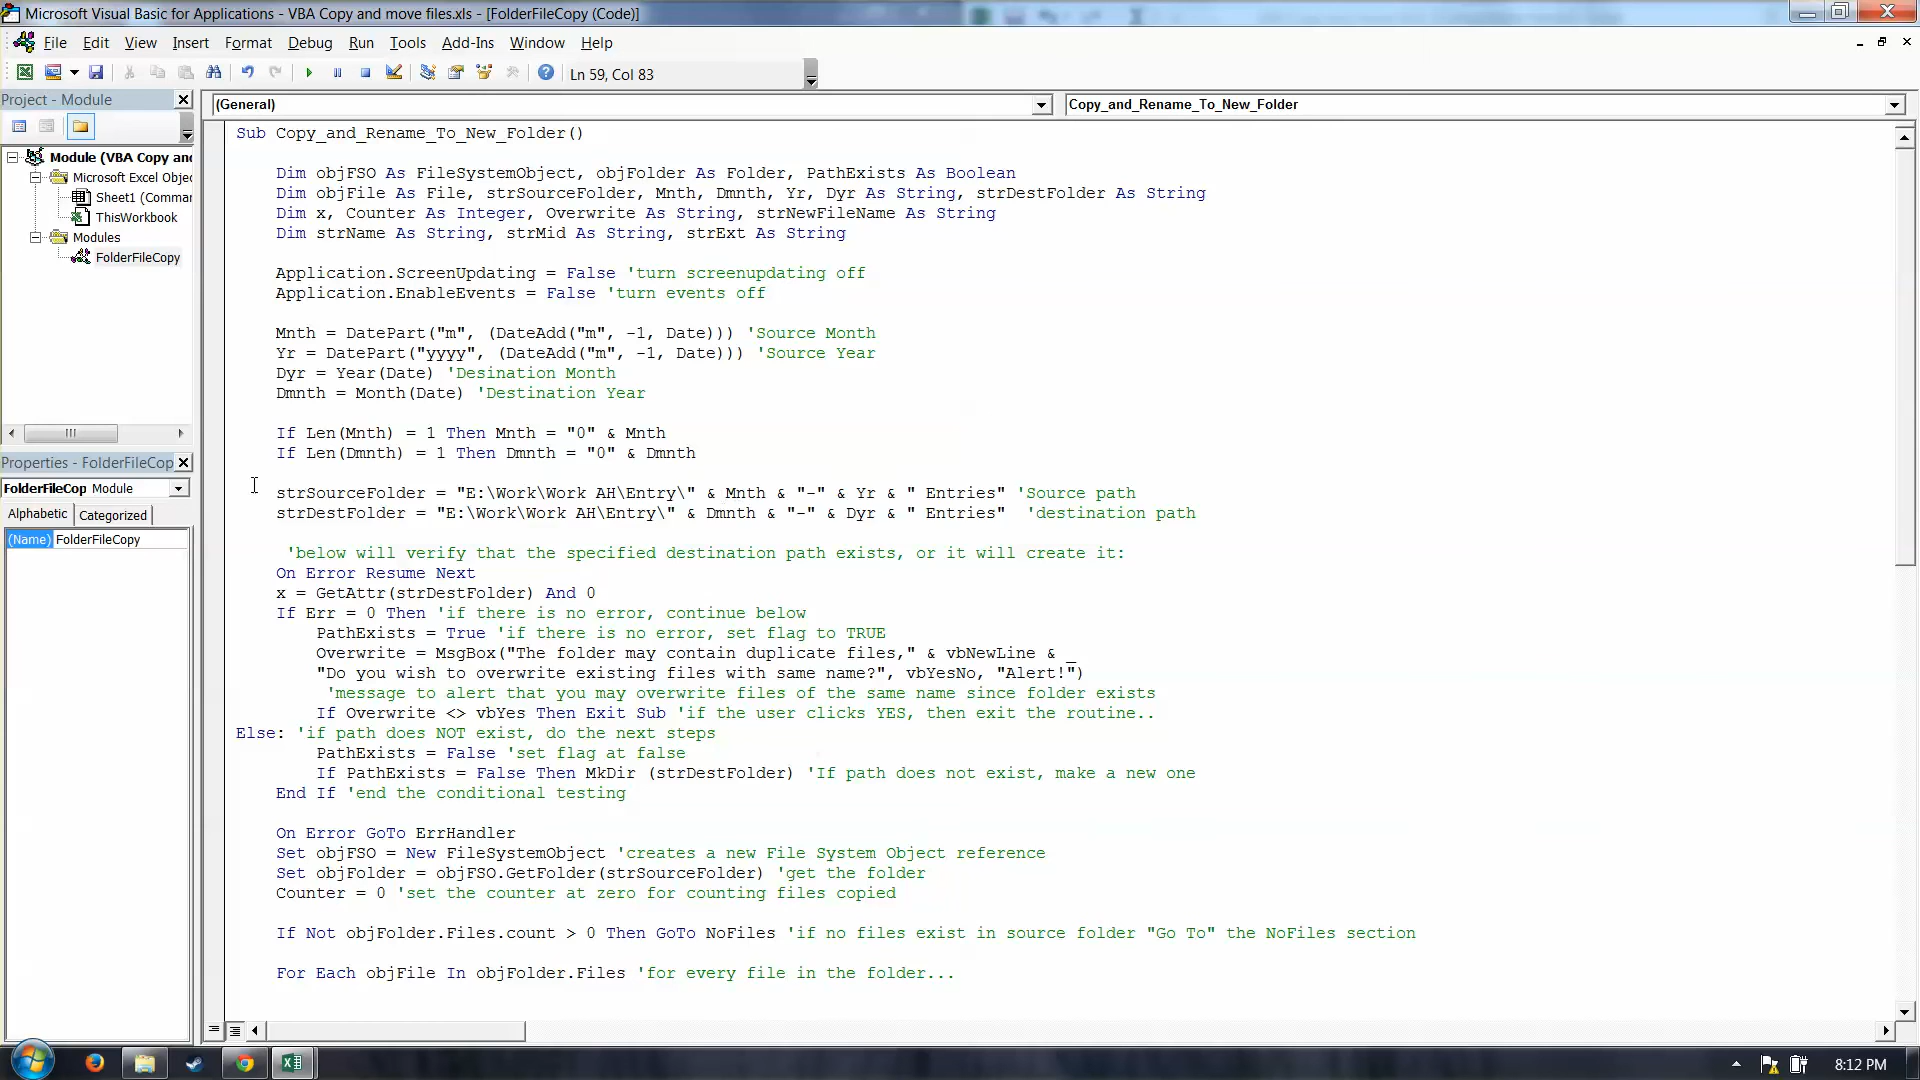 Microsoft Visual Basic for Applications - VBA Copy and move files.xls - [FolderFileCopy (Code)]
File Edit View Insert Format Debug Run Tools Add-Ins Window Help
Ln 59, Col 83
Project - Module
(General)
Copy_and_Rename_To_New_Folder
Module (VBA Copy and
Microsoft Excel Objec
Sheet1 (Commar
ThisWorkbook
Modules
FolderFileCopy
Properties - FolderFileCop
FolderFileCop Module
Alphabetic Categorized
(Name) FolderFileCopy
Sub Copy_and_Rename_To_New_Folder()
Dim objFSO As FileSystemObject, objFolder As Folder, PathExists As Boolean
Dim objFile As File, strSourceFolder, Mnth, Dmnth, Yr, Dyr As String, strDestFolder As String
Dim x, Counter As Integer, Overwrite As String, strNewFileName As String
Dim strName As String, strMid As String, strExt As String
Application.ScreenUpdating = False 'turn screenupdating off
Application.EnableEvents = False 'turn events off
Mnth = DatePart("m", (DateAdd("m", -1, Date))) 'Source Month
Yr = DatePart("yyyy", (DateAdd("m", -1, Date))) 'Source Year
Dyr = Year(Date) 'Desination Month
Dmnth = Month(Date) 'Destination Year
If Len(Mnth) = 1 Then Mnth = "0" & Mnth
If Len(Dmnth) = 1 Then Dmnth = "0" & Dmnth
strSourceFolder = "E:\Work\Work AH\Entry\" & Mnth & "-" & Yr & " Entries" 'Source path
strDestFolder = "E:\Work\Work AH\Entry\" & Dmnth & "-" & Dyr & " Entries"  'destination path
'below will verify that the specified destination path exists, or it will create it:
On Error Resume Next
x = GetAttr(strDestFolder) And 0
If Err = 0 Then 'if there is no error, continue below
PathExists = True 'if there is no error, set flag to TRUE
Overwrite = MsgBox("The folder may contain duplicate files," & vbNewLine & _
"Do you wish to overwrite existing files with same name?", vbYesNo, "Alert!")
'message to alert that you may overwrite files of the same name since folder exists
If Overwrite <> vbYes Then Exit Sub 'if the user clicks YES, then exit the routine..
Else: 'if path does NOT exist, do the next steps
PathExists = False 'set flag at false
If PathExists = False Then MkDir (strDestFolder) 'If path does not exist, make a new one
End If 'end the conditional testing
On Error GoTo ErrHandler
Set objFSO = New FileSystemObject 'creates a new File System Object reference
Set objFolder = objFSO.GetFolder(strSourceFolder) 'get the folder
Counter = 0 'set the counter at zero for counting files copied
If Not objFolder.Files.count > 0 Then GoTo NoFiles 'if no files exist in source folder "Go To" the NoFiles section
For Each objFile In objFolder.Files 'for every file in the folder...
8:12 PM